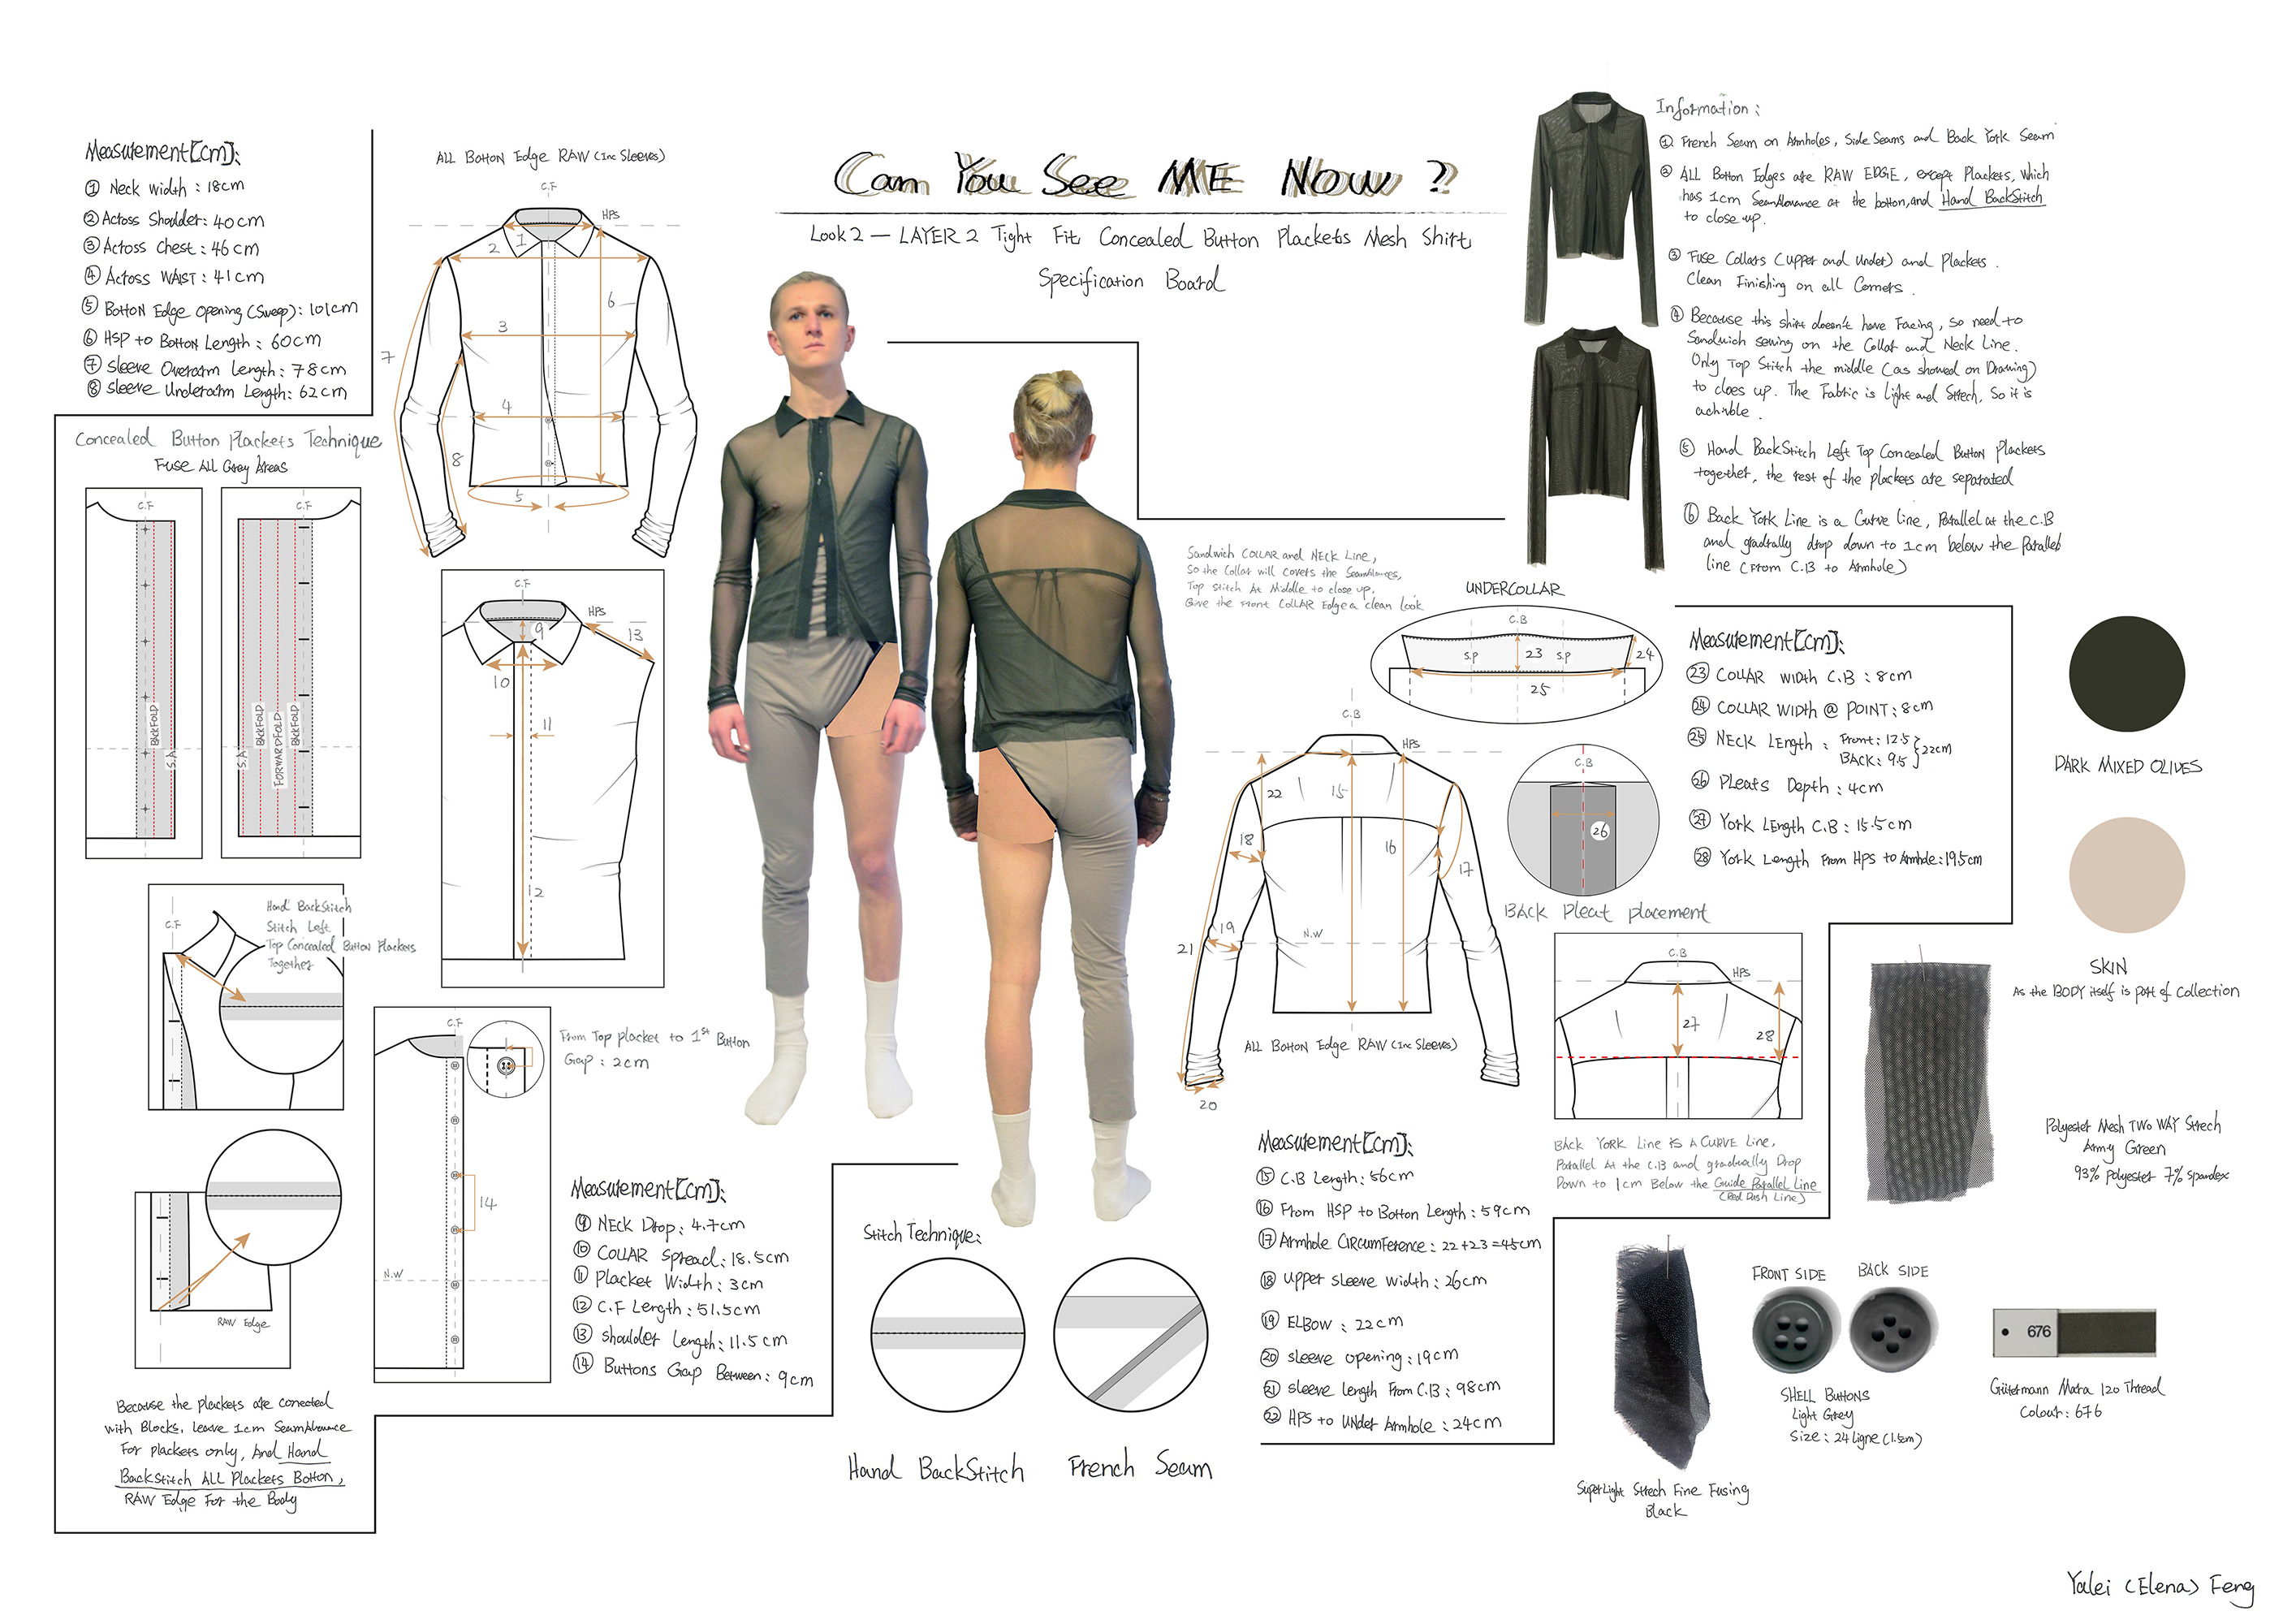 Can You See ME Now ?
Look 2 — LAYER 2 Tight Fit Concealed Button Plackets Mesh Shirt
Specification Board
Measurement[cm]:
① Neck width : 18cm
② Across Shoulder : 40cm
③ Across Chest : 46cm
④ Across WAIST : 41cm
⑤ Botton Edge Opening (Sweep) : 101cm
⑥ HSP to Botton Length : 60cm
⑦ Sleeve Overarm Length : 78cm
⑧ Sleeve Underarm Length : 62cm
ALL Botton Edge RAW (Inc Sleeves)
C.F
HPS
1
2
3
4
5
6
7
8
Concealed Button Plackets Technique
Fuse All Grey Areas
C.F
BACKFOLD
S.A
C.F
S.A
BACKFOLD
FORWARDFOLD
BACKFOLD
C.F
HPS
9
10
11
12
13
C.F
Hand BackStitch
Stitch Left
Top Concealed Button Plackets
Together
RAW Edge
Because the plackets are conected
with Blocks, leave 1cm SeamAllowance
For plackets only, And Hand
BackStitch ALL Plackets Botton,
RAW Edge For the Body
C.F
N.W
14
From Top placket to 1st Button
Gap : 2cm
Measurement[cm]:
⑨ NECK Drop : 4.7cm
⑩ COLLAR Spread : 18.5cm
⑪ Placket Width : 3cm
⑫ C.F Length : 51.5cm
⑬ Shoulder Length : 11.5cm
⑭ Buttons Gap Between : 9cm
Stitch Technique:
Hand BackStitch
French Seam
Information :
① French Seam on Armholes, Side Seams and Back York Seam
② ALL Botton Edges are RAW EDGE, except Plackets, Which
has 1cm SeamAllowance at the botton, and Hand BackStitch
to close up.
③ Fuse Collars (upper and under) and Plackets.
Clean Finishing on all Corners.
④ Because this shirt doesn't have Facing, so need to
Sandwich sewing on the Collar and Neck Line.
Only Top Stitch the middle (as showed on Drawing)
to cloes up. The Fabric is light and Strech, So it is
achivble.
⑤ Hand BackStitch Left Top Concealed Button Plackets
together, the rest of the plackets are separated
⑥ Back York Line is a Curve line, Parallel at the C.B
and gradrally drop down to 1cm below the Parallel
line (From C.B to Armhole)
Sandwich COLLAR and NECK Line,
So the Collar will covers the SeamAllowances,
Top Stitch At Middle to close up,
Give the Front COLLAR Edge a clean Look
UNDERCOLLAR
C.B
S.P
23
S.P
24
25
C.B
HPS
15
16
17
18
19
20
21
22
N.W
ALL Botton Edge RAW (Inc Sleeves)
C.B
26
BACK Pleat placement
C.B
HPS
27
28
BACK YORK Line IS A CURVE Line,
Parallel At the C.B and gradually Drop
Down to 1cm Below the Guide Parallel Line
(Red Dash Line)
Measurement[cm]:
⑮ C.B Length : 56cm
⑯ From HSP to Botton Length : 59cm
⑰ Armhole CIRCUMFERENCE : 22+23=45cm
⑱ Upper sleeve width : 26cm
⑲ ELBOW : 22cm
⑳ sleeve opening : 19cm
㉑ sleeve length From C.B : 98cm
㉒ HPS to Under Armhole : 24cm
Measurement[cm]:
㉓ COLLAR width C.B : 8cm
㉔ COLLAR WIDTH @ POINT : 8cm
㉕ NECK Length : Front : 12.5
BACK : 9.5 } 22cm
㉖ Pleats Depth : 4cm
㉗ York Length C.B : 15.5cm
㉘ York Length From HPS to Armhole : 19.5cm
DARK MIXED OLIVES
SKIN
As the BODY itself is part of Collection
Polyester Mesh TWO WAY Strech
Army Green
93% Polyester 7% Spandex
SuperLight Strech Fine Fusing
Black
FRONT SIDE
BACK SIDE
SHELL Buttons
Light Grey
Size : 24 ligne (1.5cm)
676
Gütermann Mara 120 Thread
Colour : 676
Yalei (Elena) Feng